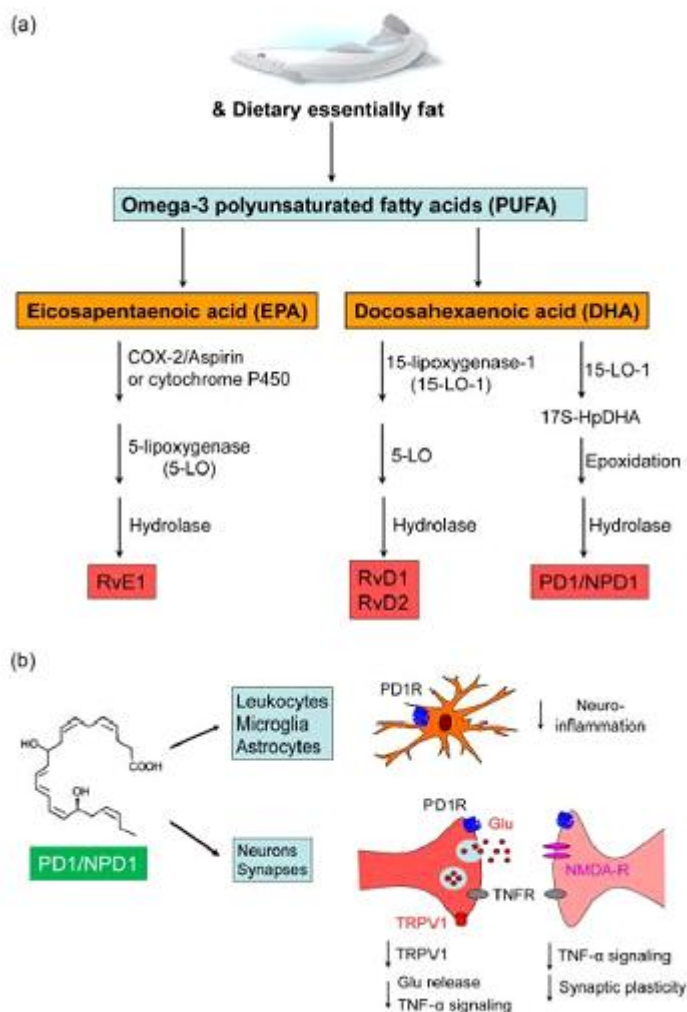 (a)
& Dietary essentially fat
Omega-3 polyunsaturated fatty acids (PUFA)
Eicosapentaenoic acid (EPA)
Docosahexaenoic acid (DHA)
COX-2/Aspirin
or cytochrome P450
5-lipoxygenase
(5-LO)
Hydrolase
RvE1
15-lipoxygenase-1
(15-LO-1)
5-LO
Hydrolase
RvD1
RvD2
15-LO-1
17S-HpDHA
Epoxidation
Hydrolase
PD1/NPD1
(b)
HO
OH
COOH
PD1/NPD1
Leukocytes
Microglia
Astrocytes
PD1R
Neuro-
inflammation
Neurons
Synapses
PD1R
Glu
NMDA-R
TNFR
TRPV1
TRPV1
Glu release
TNF-α signaling
TNF-α signaling
Synaptic plasticity